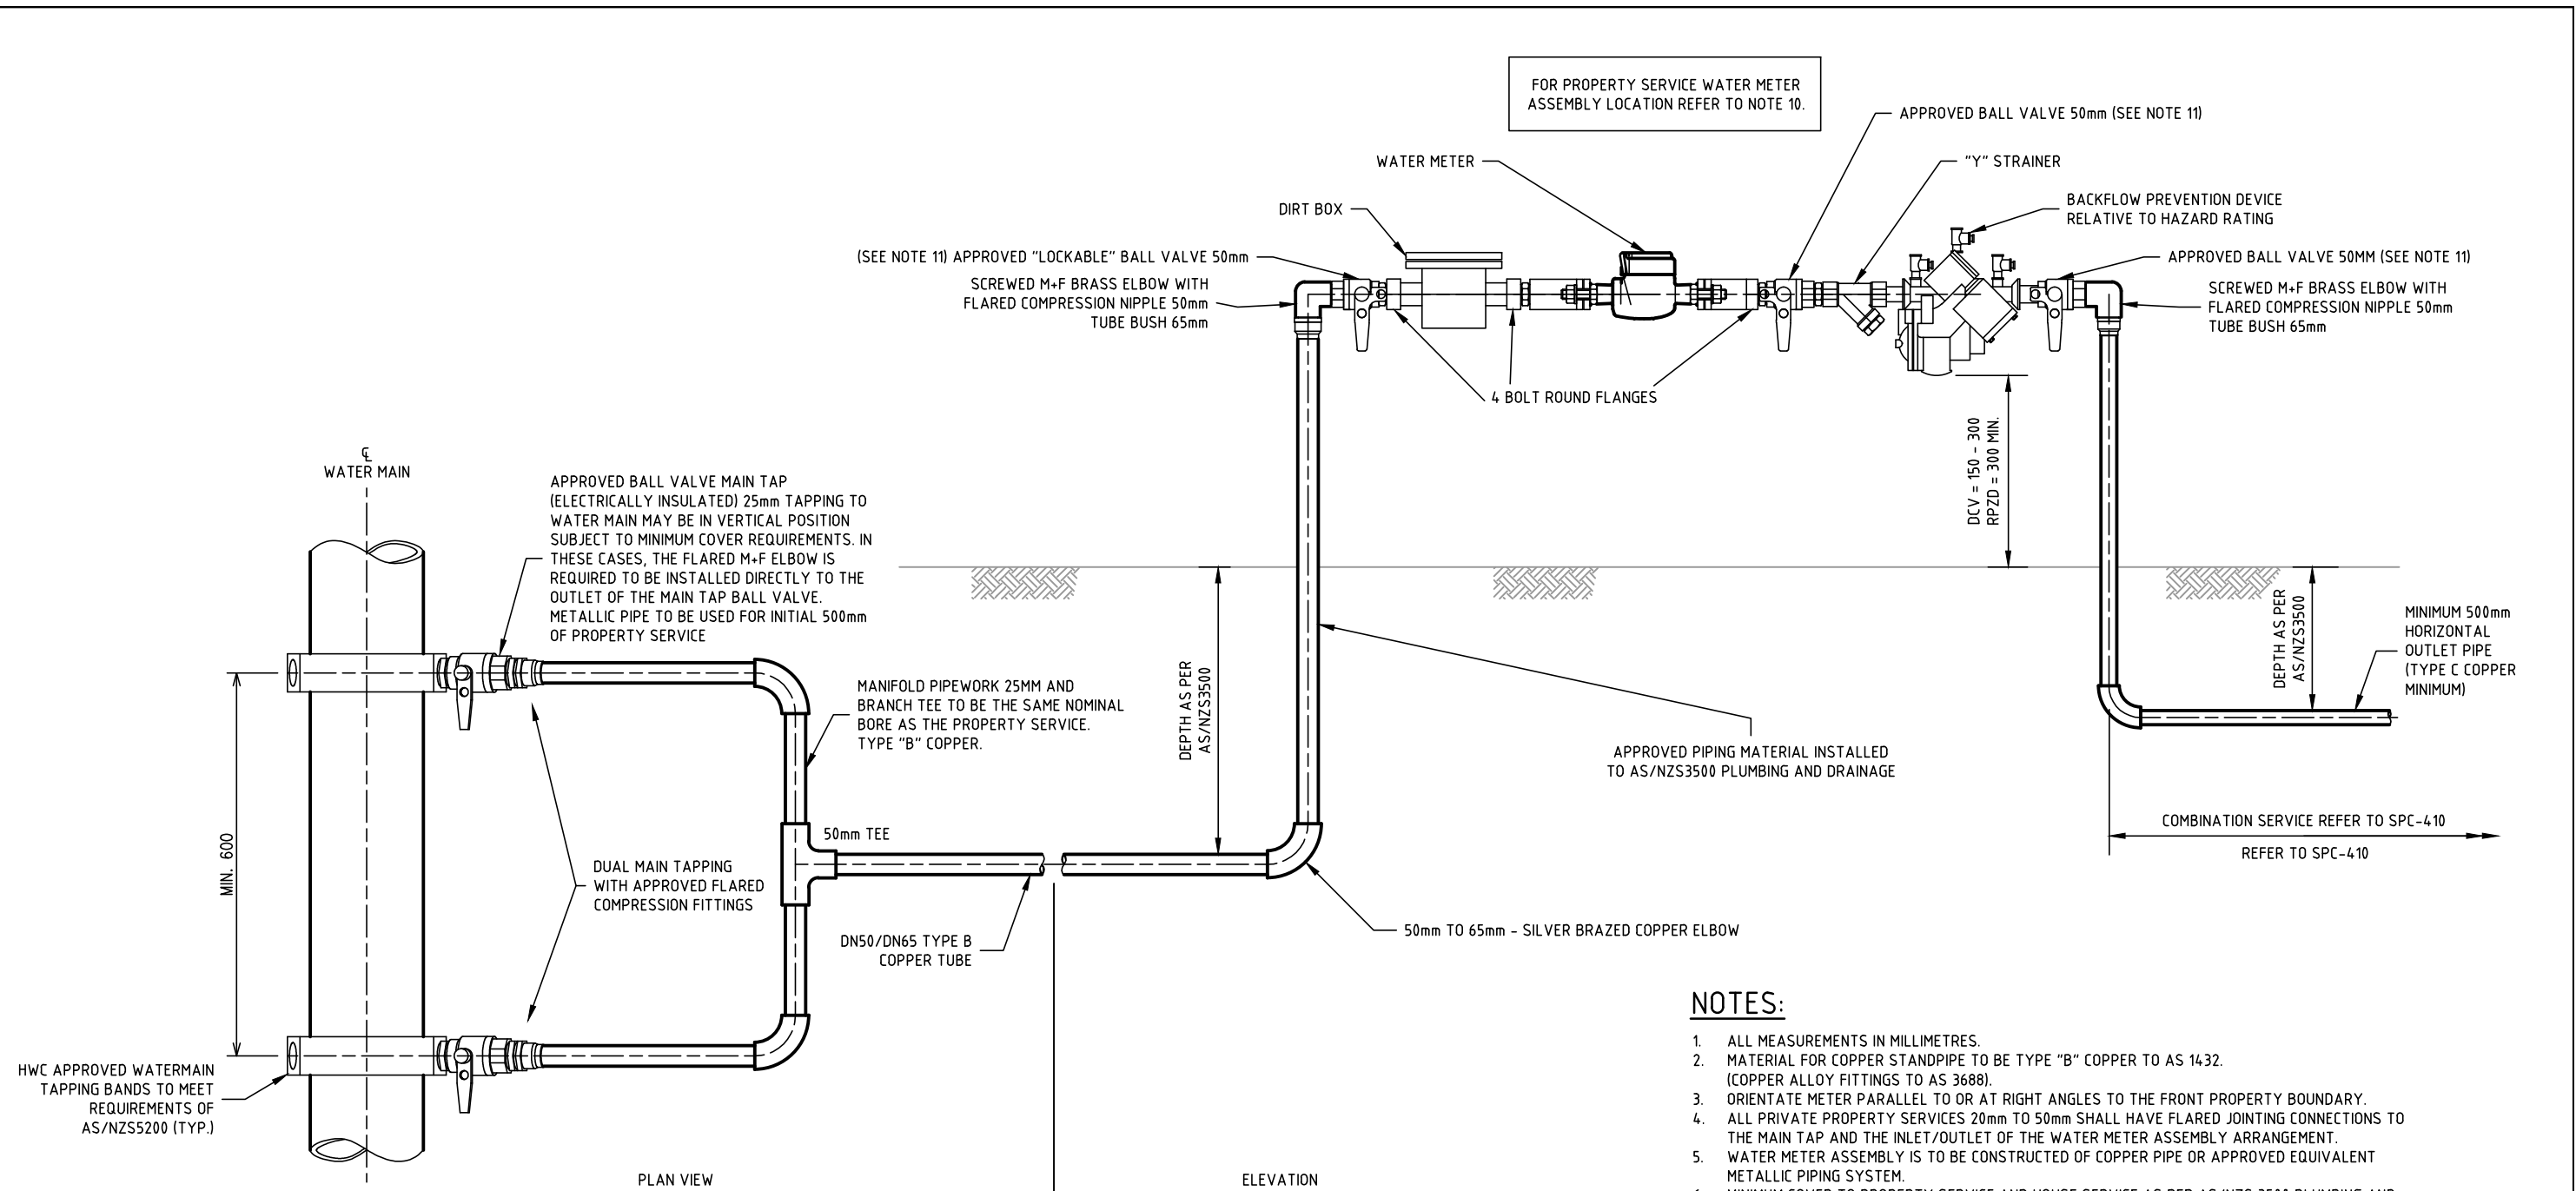 FOR PROPERTY SERVICE WATER METER
ASSEMBLY LOCATION REFER TO NOTE 10.
APPROVED BALL VALVE 50mm (SEE NOTE 11)
WATER METER
"Y" STRAINER
BACKFLOW PREVENTION DEVICE
RELATIVE TO HAZARD RATING
DIRT BOX
(SEE NOTE 11) APPROVED "LOCKABLE" BALL VALVE 50mm
APPROVED BALL VALVE 50MM (SEE NOTE 11)
SCREWED M+F BRASS ELBOW WITH
FLARED COMPRESSION NIPPLE 50mm
TUBE BUSH 65mm
SCREWED M+F BRASS ELBOW WITH
FLARED COMPRESSION NIPPLE 50mm
TUBE BUSH 65mm
4 BOLT ROUND FLANGES
DCV = 150 - 300
RPZD = 300 MIN.
℄
WATER MAIN
APPROVED BALL VALVE MAIN TAP
(ELECTRICALLY INSULATED) 25mm TAPPING TO
WATER MAIN MAY BE IN VERTICAL POSITION
SUBJECT TO MINIMUM COVER REQUIREMENTS. IN
THESE CASES, THE FLARED M+F ELBOW IS
REQUIRED TO BE INSTALLED DIRECTLY TO THE
OUTLET OF THE MAIN TAP BALL VALVE.
METALLIC PIPE TO BE USED FOR INITIAL 500mm
OF PROPERTY SERVICE
DEPTH AS PER
AS/NZS3500
MINIMUM 500mm
HORIZONTAL
OUTLET PIPE
(TYPE C COPPER
MINIMUM)
MANIFOLD PIPEWORK 25MM AND
BRANCH TEE TO BE THE SAME NOMINAL
BORE AS THE PROPERTY SERVICE.
TYPE "B" COPPER.
DEPTH AS PER
AS/NZS3500
APPROVED PIPING MATERIAL INSTALLED
TO AS/NZS3500 PLUMBING AND DRAINAGE
COMBINATION SERVICE REFER TO SPC-410
REFER TO SPC-410
MIN. 600
50mm TEE
DUAL MAIN TAPPING
WITH APPROVED FLARED
COMPRESSION FITTINGS
DN50/DN65 TYPE B
COPPER TUBE
50mm TO 65mm - SILVER BRAZED COPPER ELBOW
HWC APPROVED WATERMAIN
TAPPING BANDS TO MEET
REQUIREMENTS OF
AS/NZS5200 (TYP.)
PLAN VIEW
ELEVATION
NOTES:
1. ALL MEASUREMENTS IN MILLIMETRES.
2. MATERIAL FOR COPPER STANDPIPE TO BE TYPE "B" COPPER TO AS 1432.
(COPPER ALLOY FITTINGS TO AS 3688).
3. ORIENTATE METER PARALLEL TO OR AT RIGHT ANGLES TO THE FRONT PROPERTY BOUNDARY.
4. ALL PRIVATE PROPERTY SERVICES 20mm TO 50mm SHALL HAVE FLARED JOINTING CONNECTIONS TO
THE MAIN TAP AND THE INLET/OUTLET OF THE WATER METER ASSEMBLY ARRANGEMENT.
5. WATER METER ASSEMBLY IS TO BE CONSTRUCTED OF COPPER PIPE OR APPROVED EQUIVALENT
METALLIC PIPING SYSTEM.